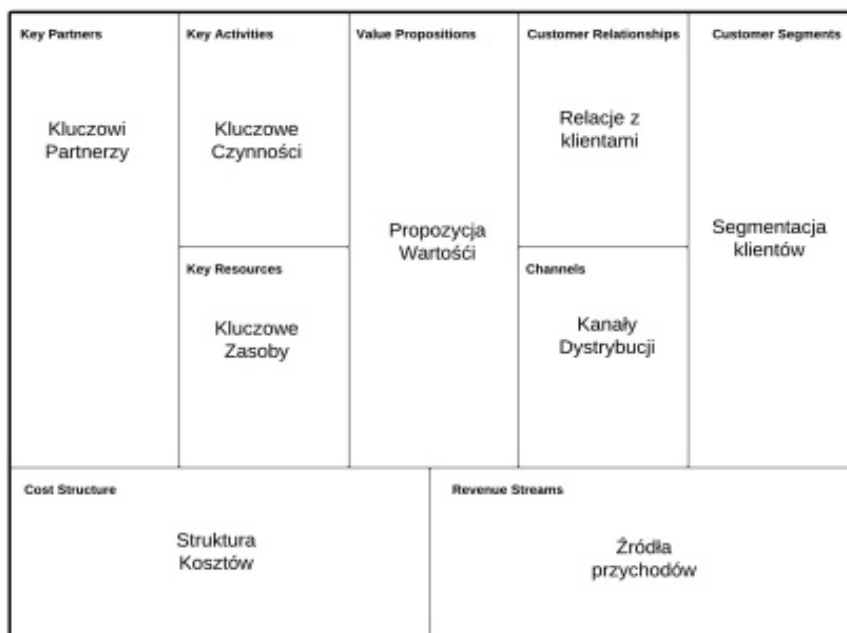 Key Partners
Kluczowi
Partnerzy
Key Activities
Kluczowe
Czynności
Key Resources
Kluczowe
Zasoby
Value Propositions
Propozycja
Wartośći
Customer Relationships
Relacje z
klientami
Channels
Kanały
Dystrybucji
Customer Segments
Segmentacja
klientów
Cost Structure
Struktura
Kosztów
Revenue Streams
Źródła
przychodów